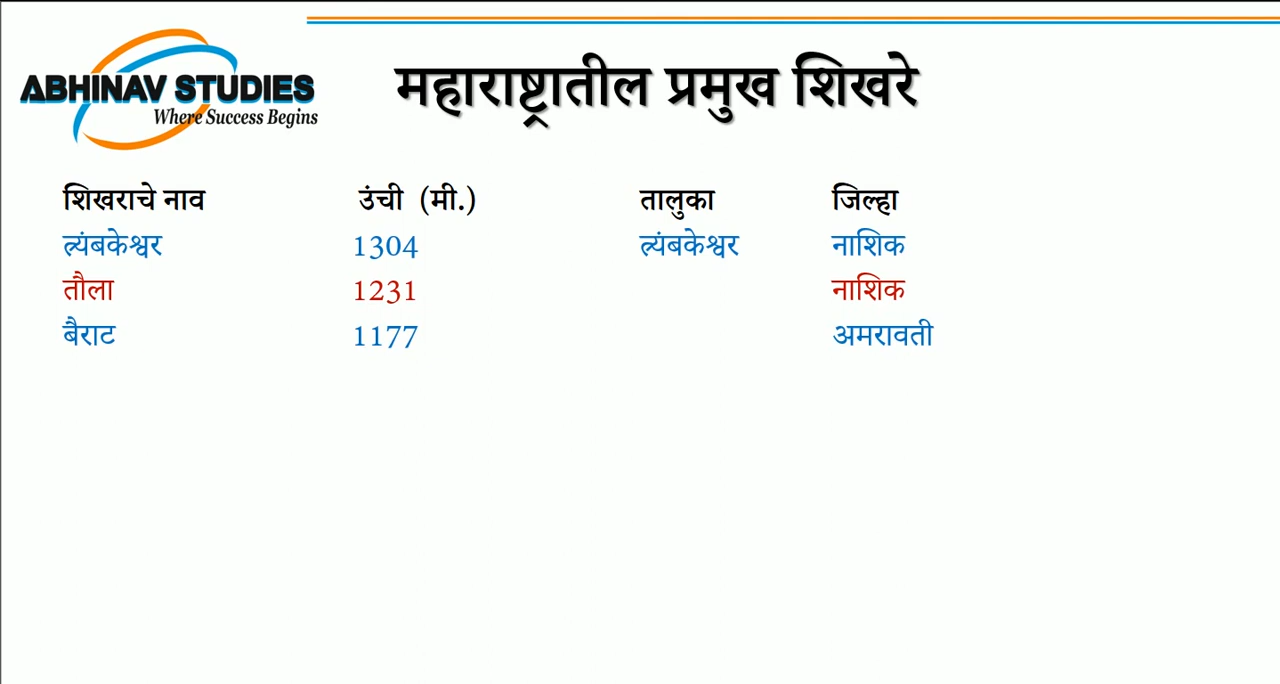 ABHINAV STUDIES
Where Success Begins
महाराष्ट्रातील प्रमुख शिखरे
शिखराचे नाव उंची (मी.) तालुका जिल्हा
त्र्यंबकेश्वर 1304 त्र्यंबकेश्वर नाशिक
तौला 1231 नाशिक
बैराट 1177 अमरावती